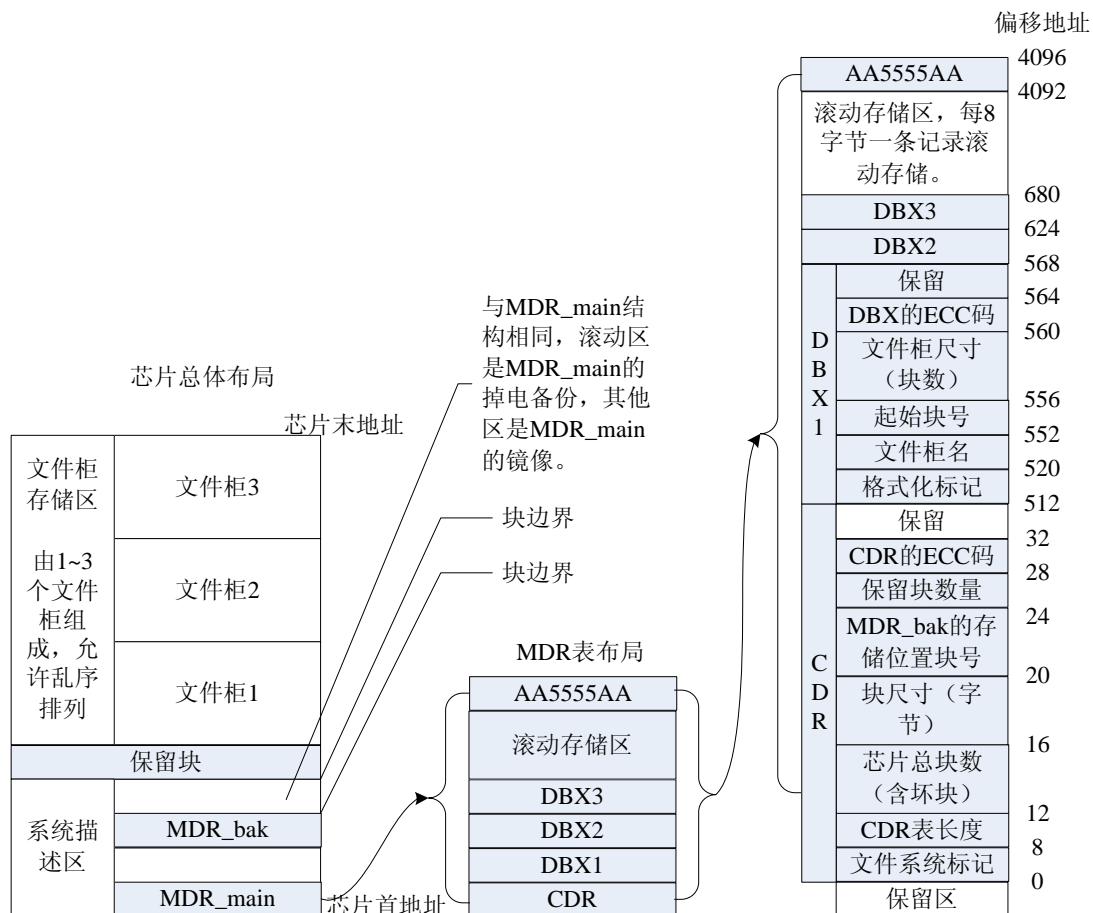 偏移地址
4096
AA5555AA
4092
滚动存储区，每8
字节一条记录滚
动存储。
680
DBX3
624
DBX2
568
保留
564
DBX的ECC码
560
文件柜尺寸
（块数）
556
起始块号
552
文件柜名
520
格式化标记
512
D
B
X
1
保留
32
CDR的ECC码
28
保留块数量
24
MDR_bak的存
储位置块号
20
块尺寸（字
节）
16
芯片总块数
（含坏块）
12
CDR表长度
8
文件系统标记
0
保留区
C
D
R
与MDR_main结
构相同，滚动区
是MDR_main的
掉电备份，其他
区是MDR_main
的镜像。
块边界
块边界
芯片总体布局
芯片末地址
文件柜
存储区
由1~3
个文件
柜组
成，允
许乱序
排列
文件柜3
文件柜2
文件柜1
保留块
系统描
述区
MDR_bak
MDR_main
芯片首地址
MDR表布局
AA5555AA
滚动存储区
DBX3
DBX2
DBX1
CDR